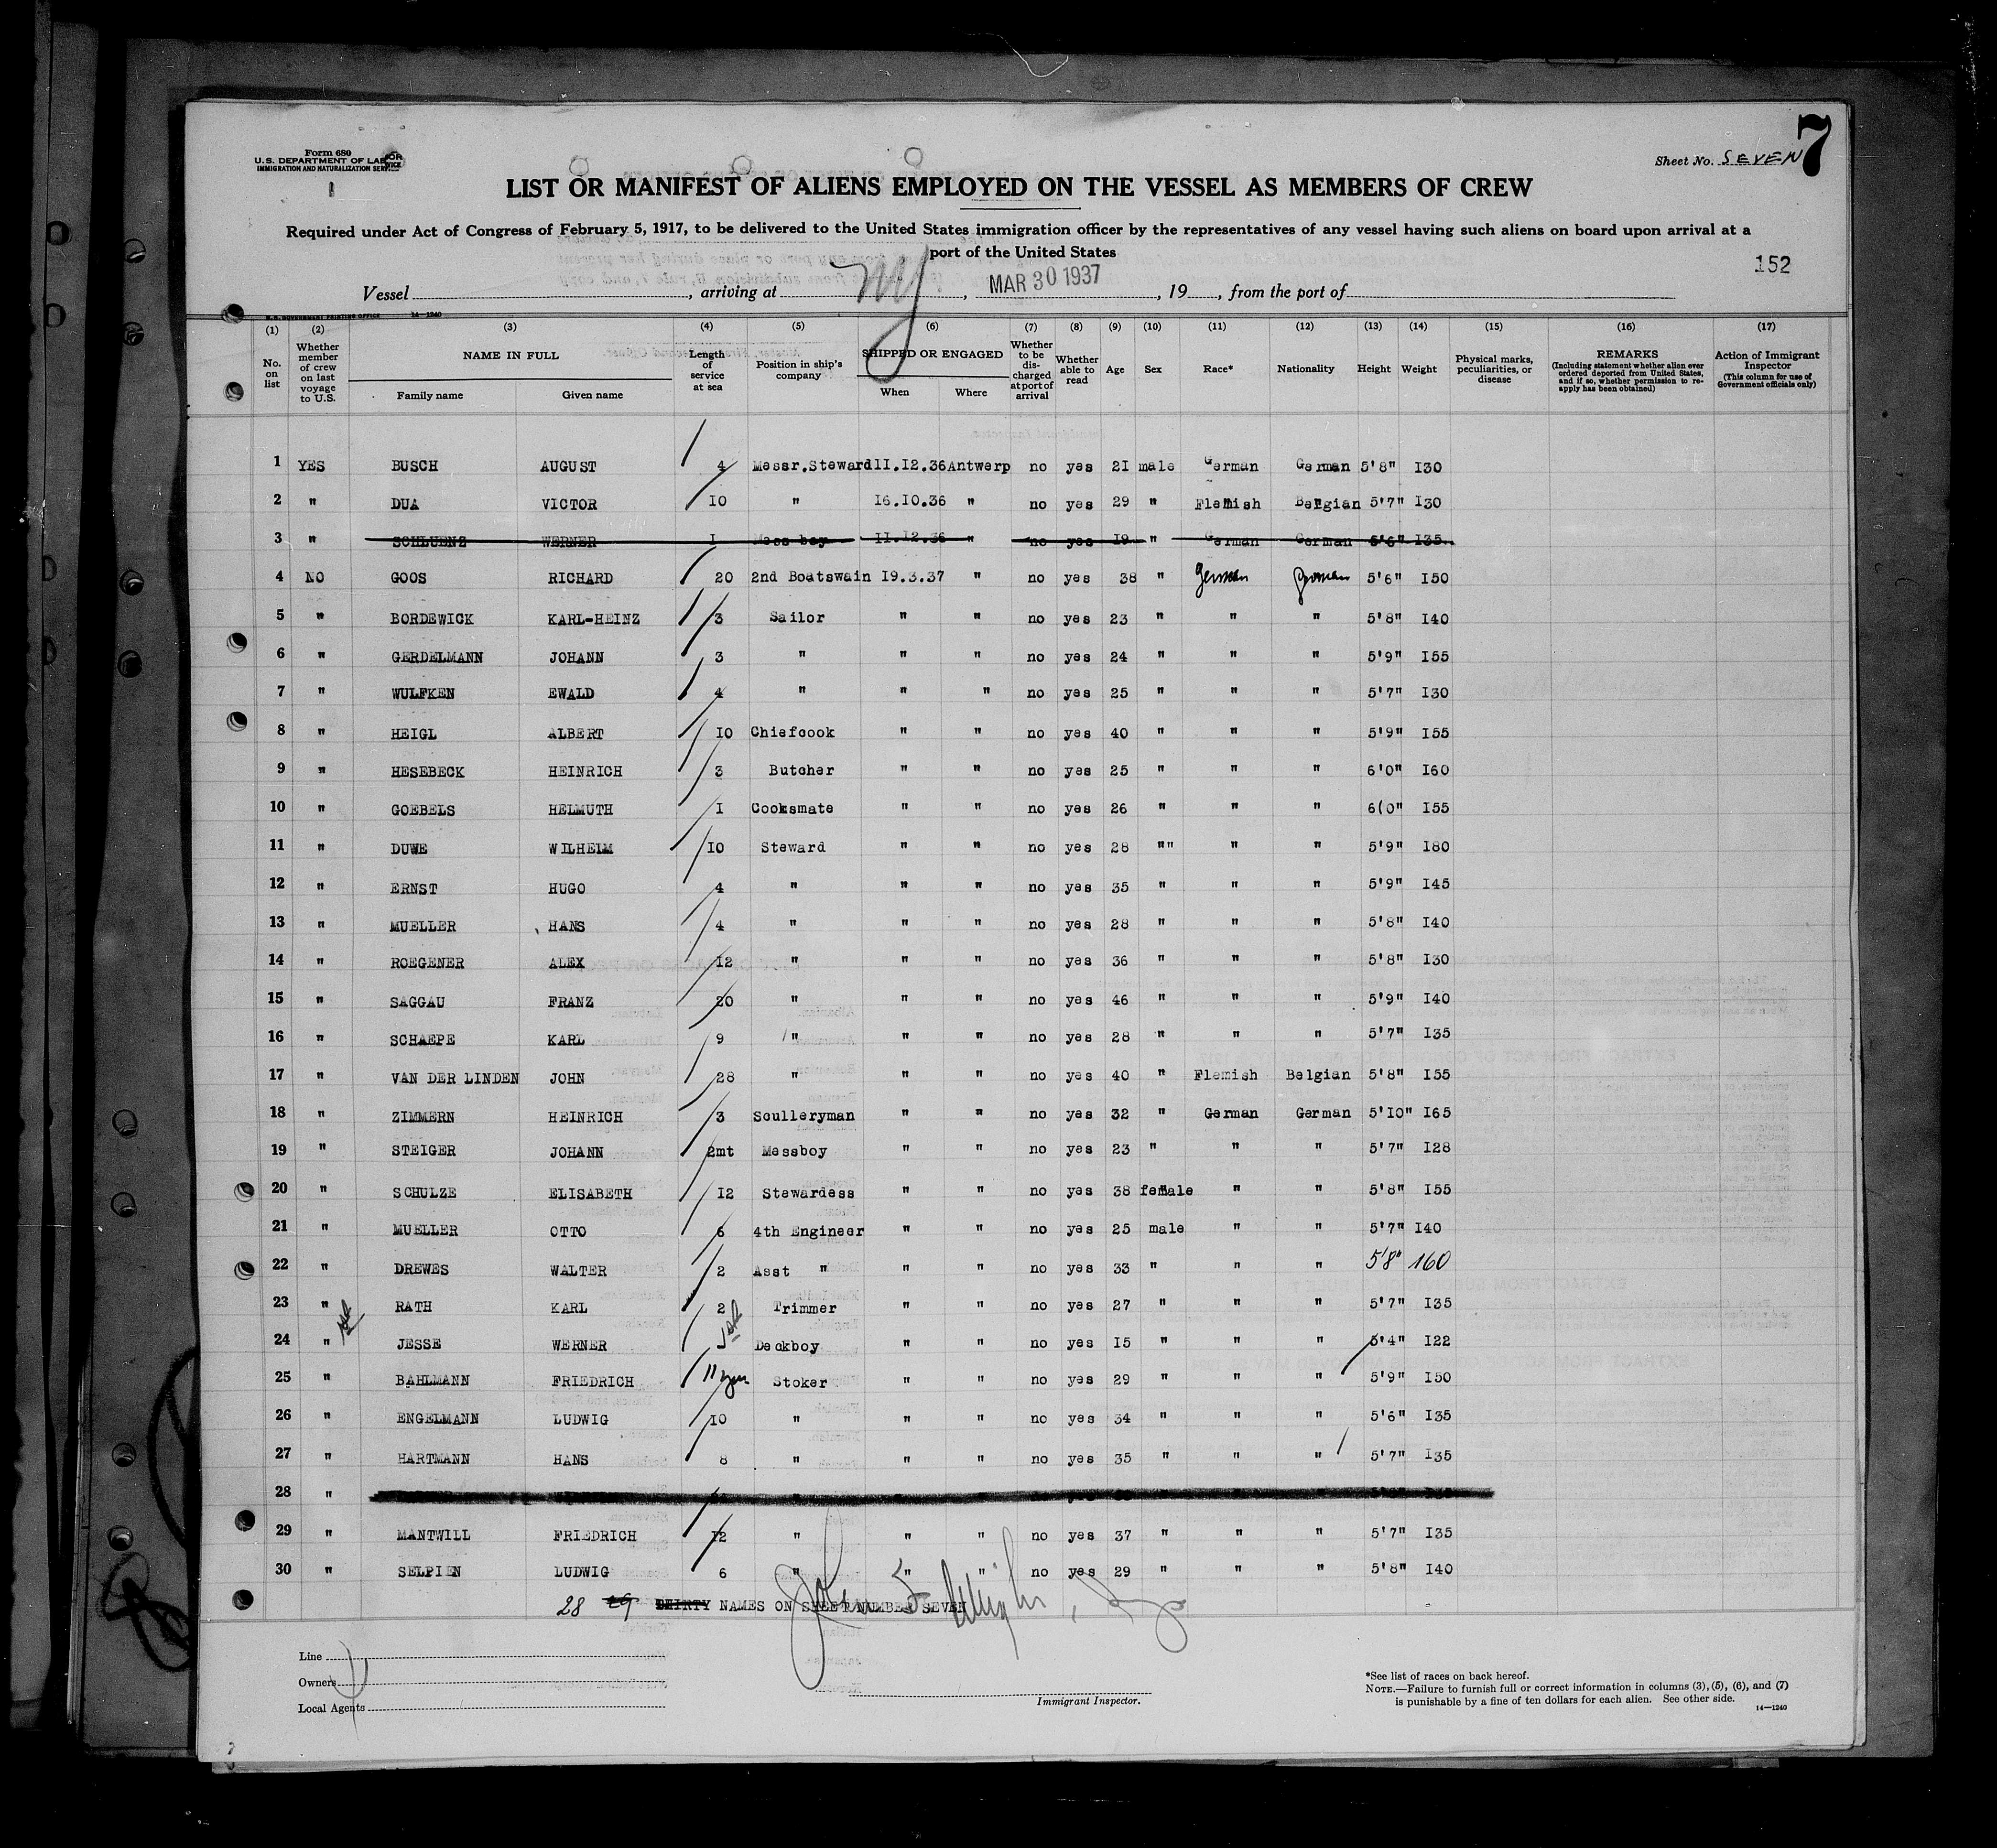 Form 680
U.S. DEPARTMENT OF LABOR
IMMIGRATION AND NATURALIZATION SERVICE
Sheet No. SEVEN 7
LIST OR MANIFEST OF ALIENS EMPLOYED ON THE VESSEL AS MEMBERS OF CREW
Required under Act of Congress of February 5, 1917, to be delivered to the United States immigration officer by the representatives of any vessel having such aliens on board upon arrival at a
port of the United States
152
Vessel , arriving at NY , MAR 30 1937 , 19 , from the port of
U.S. GOVERNMENT PRINTING OFFICE 14-1240
(1) (2) (3) (4) (5) (6) (7) (8) (9) (10) (11) (12) (13) (14) (15) (16) (17)
No. on list Whether member of crew on last voyage to U.S. NAME IN FULL Family name Given name Length of service at sea Position in ship's company SHIPPED OR ENGAGED When Where Whether to be discharged at port of arrival Whether able to read Age Sex Race* Nationality Height Weight Physical marks, peculiarities, or disease REMARKS (Including statement whether alien ever ordered deported from United States, and if so, whether permission to re-apply has been obtained) Action of Immigrant Inspector (This column for use of Government officials only)
1 YES BUSCH AUGUST 4 Messr.Steward 11.12.36 Antwerp no yes 21 male German German 5'8" 130
2 " DUA VICTOR 10 " 16.10.36 " no yes 29 " Flemish Belgian 5'7" 130
3 " SCHLUENZ WERNER 1 Mess boy 11.12.36 " no yes 19 " German German 5'6" 135
4 NO GOOS RICHARD 20 2nd Boatswain 19.3.37 " no yes 38 " German German 5'6" 150
5 " BORDEWICK KARL-HEINZ 3 Sailor " " no yes 23 " " " 5'8" 140
6 " GERDELMANN JOHANN 3 " " " no yes 24 " " " 5'9" 155
7 " WULFKEN EWALD 4 " " " no yes 25 " " " 5'7" 130
8 " HEIGL ALBERT 10 Chiefcook " " no yes 40 " " " 5'9" 155
9 " HESEBECK HEINRICH 3 Butcher " " no yes 25 " " " 6'0" 160
10 " GOEBELS HELMUTH 1 Cooksmate " " no yes 26 " " " 6(0" 155
11 " DUWE WILHELM 10 Steward " " no yes 28 "" " " 5'9" 180
12 " ERNST HUGO 4 " " " no yes 35 " " " 5'9" 145
13 " MUELLER HANS 4 " " " no yes 28 " " " 5'8" 140
14 " ROEGENER ALEX 12 " " " no yes 36 " " " 5'8" 130
15 " SAGGAU FRANZ 20 " " " no yes 46 " " " 5'9" 140
16 " SCHAEPE KARL 9 " " " no yes 28 " " " 5'7" 135
17 " VAN DER LINDEN JOHN 28 " " " no yes 40 " Flemish Belgian 5'8" 155
18 " ZIMMERN HEINRICH 3 Soulleryman " " no yes 32 " German German 5'10" 165
19 " STEIGER JOHANN 2mt Messboy " " no yes 23 " " " 5'7" 128
20 " SCHULZE ELISABETH 12 Stewardess " " no yes 38 female " " 5'8" 155
21 " MUELLER OTTO 6 4th Engineer " " no yes 25 male " " 5'7" 140
22 " DREWES WALTER 2 Asst " " " no yes 33 " " " 5'8" 160
23 " RATH KARL 2 Trimmer " " no yes 27 " " " 5'7" 135
24 " 1st JESSE WERNER 1st Deckboy " " no yes 15 " " " 5'4" 122
25 " BAHLMANN FRIEDRICH 11 yrs Stoker " " no yes 29 " " " 5'9" 150
26 " ENGELMANN LUDWIG 10 " " " no yes 34 " " " 5'6" 135
27 " HARTMANN HANS 8 " " " no yes 35 " " " 5'7" 135
28 "
29 " MANTWILL FRIEDRICH 12 " " " no yes 37 " " " 5'7" 135
30 " SELPIEN LUDWIG 6 " " " no yes 29 " " " 5'8" 140
28 29 THIRTY NAMES ON SHEET NUMBER SEVEN
Line
Owners
Local Agents
Immigrant Inspector.
*See list of races on back hereof.
NOTE.—Failure to furnish full or correct information in columns (3), (5), (6), and (7)
is punishable by a fine of ten dollars for each alien. See other side.
14—1240